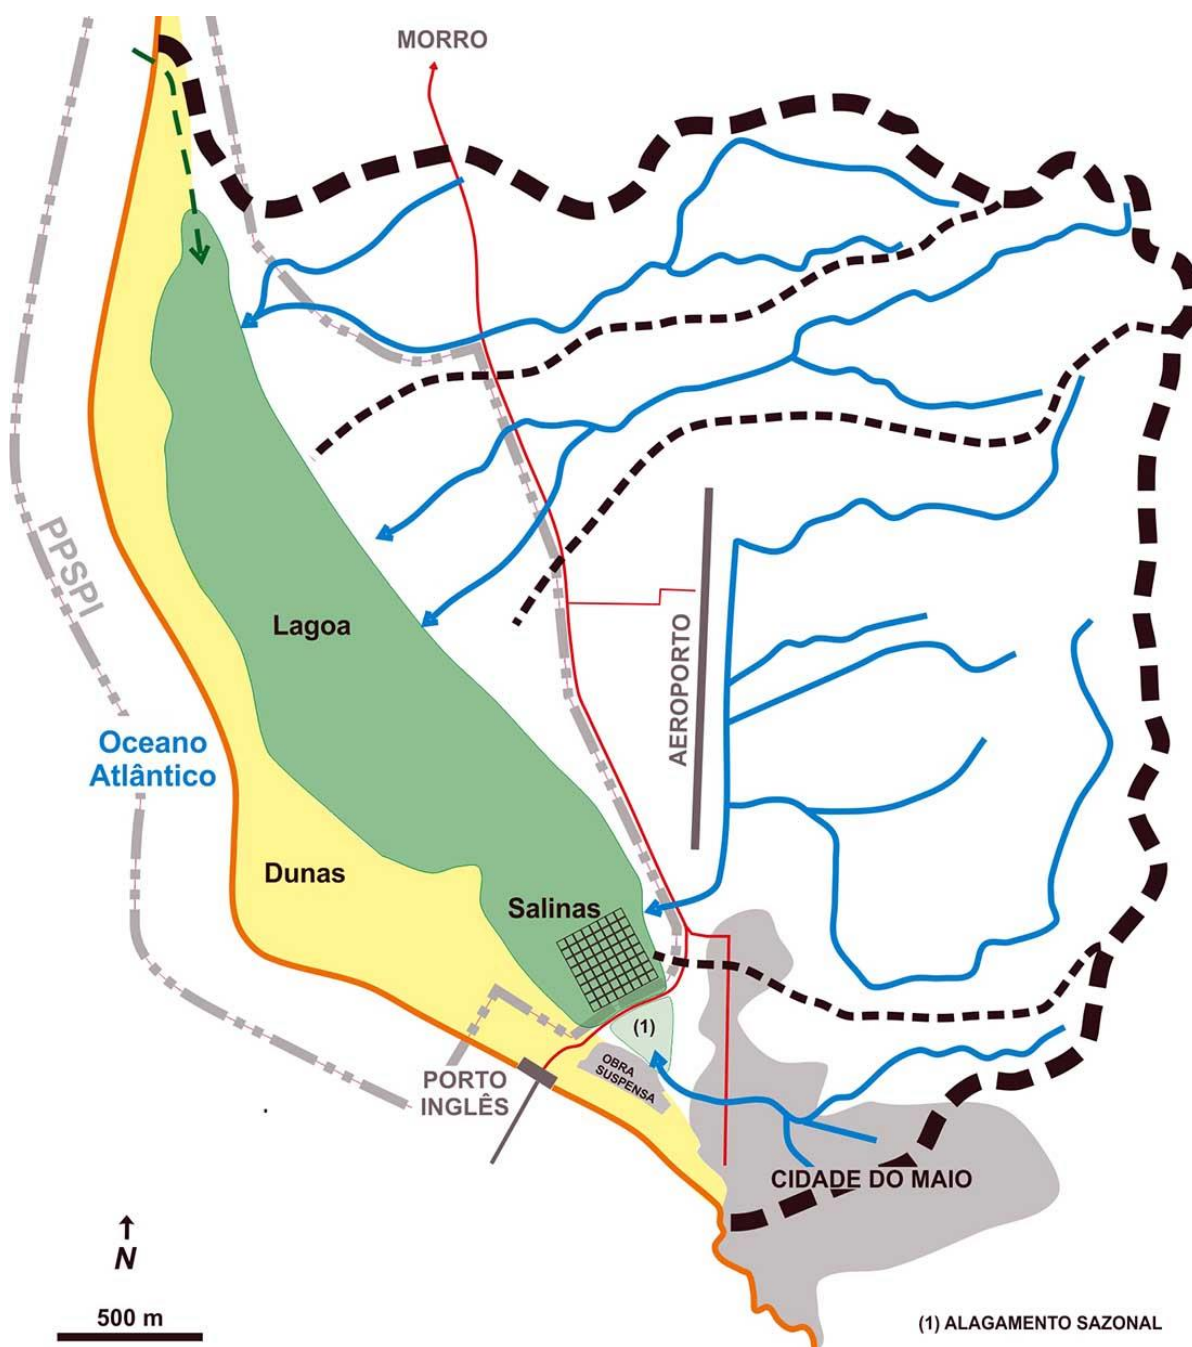 MORRO
PPSPI
Lagoa
AEROPORTO
Oceano
Atlântico
Dunas
Salinas
(1)
OBRA
SUSPENSA
PORTO
INGLÊS
CIDADE DO MAIO
N
500 m
(1) ALAGAMENTO SAZONAL